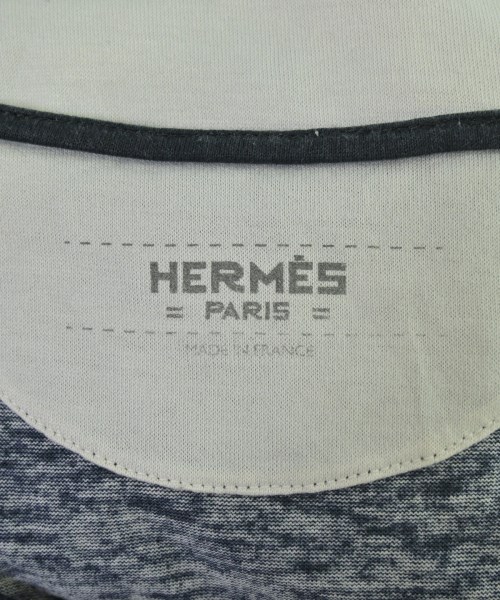 HERMÈS
= PARIS =
MADE IN FRANCE